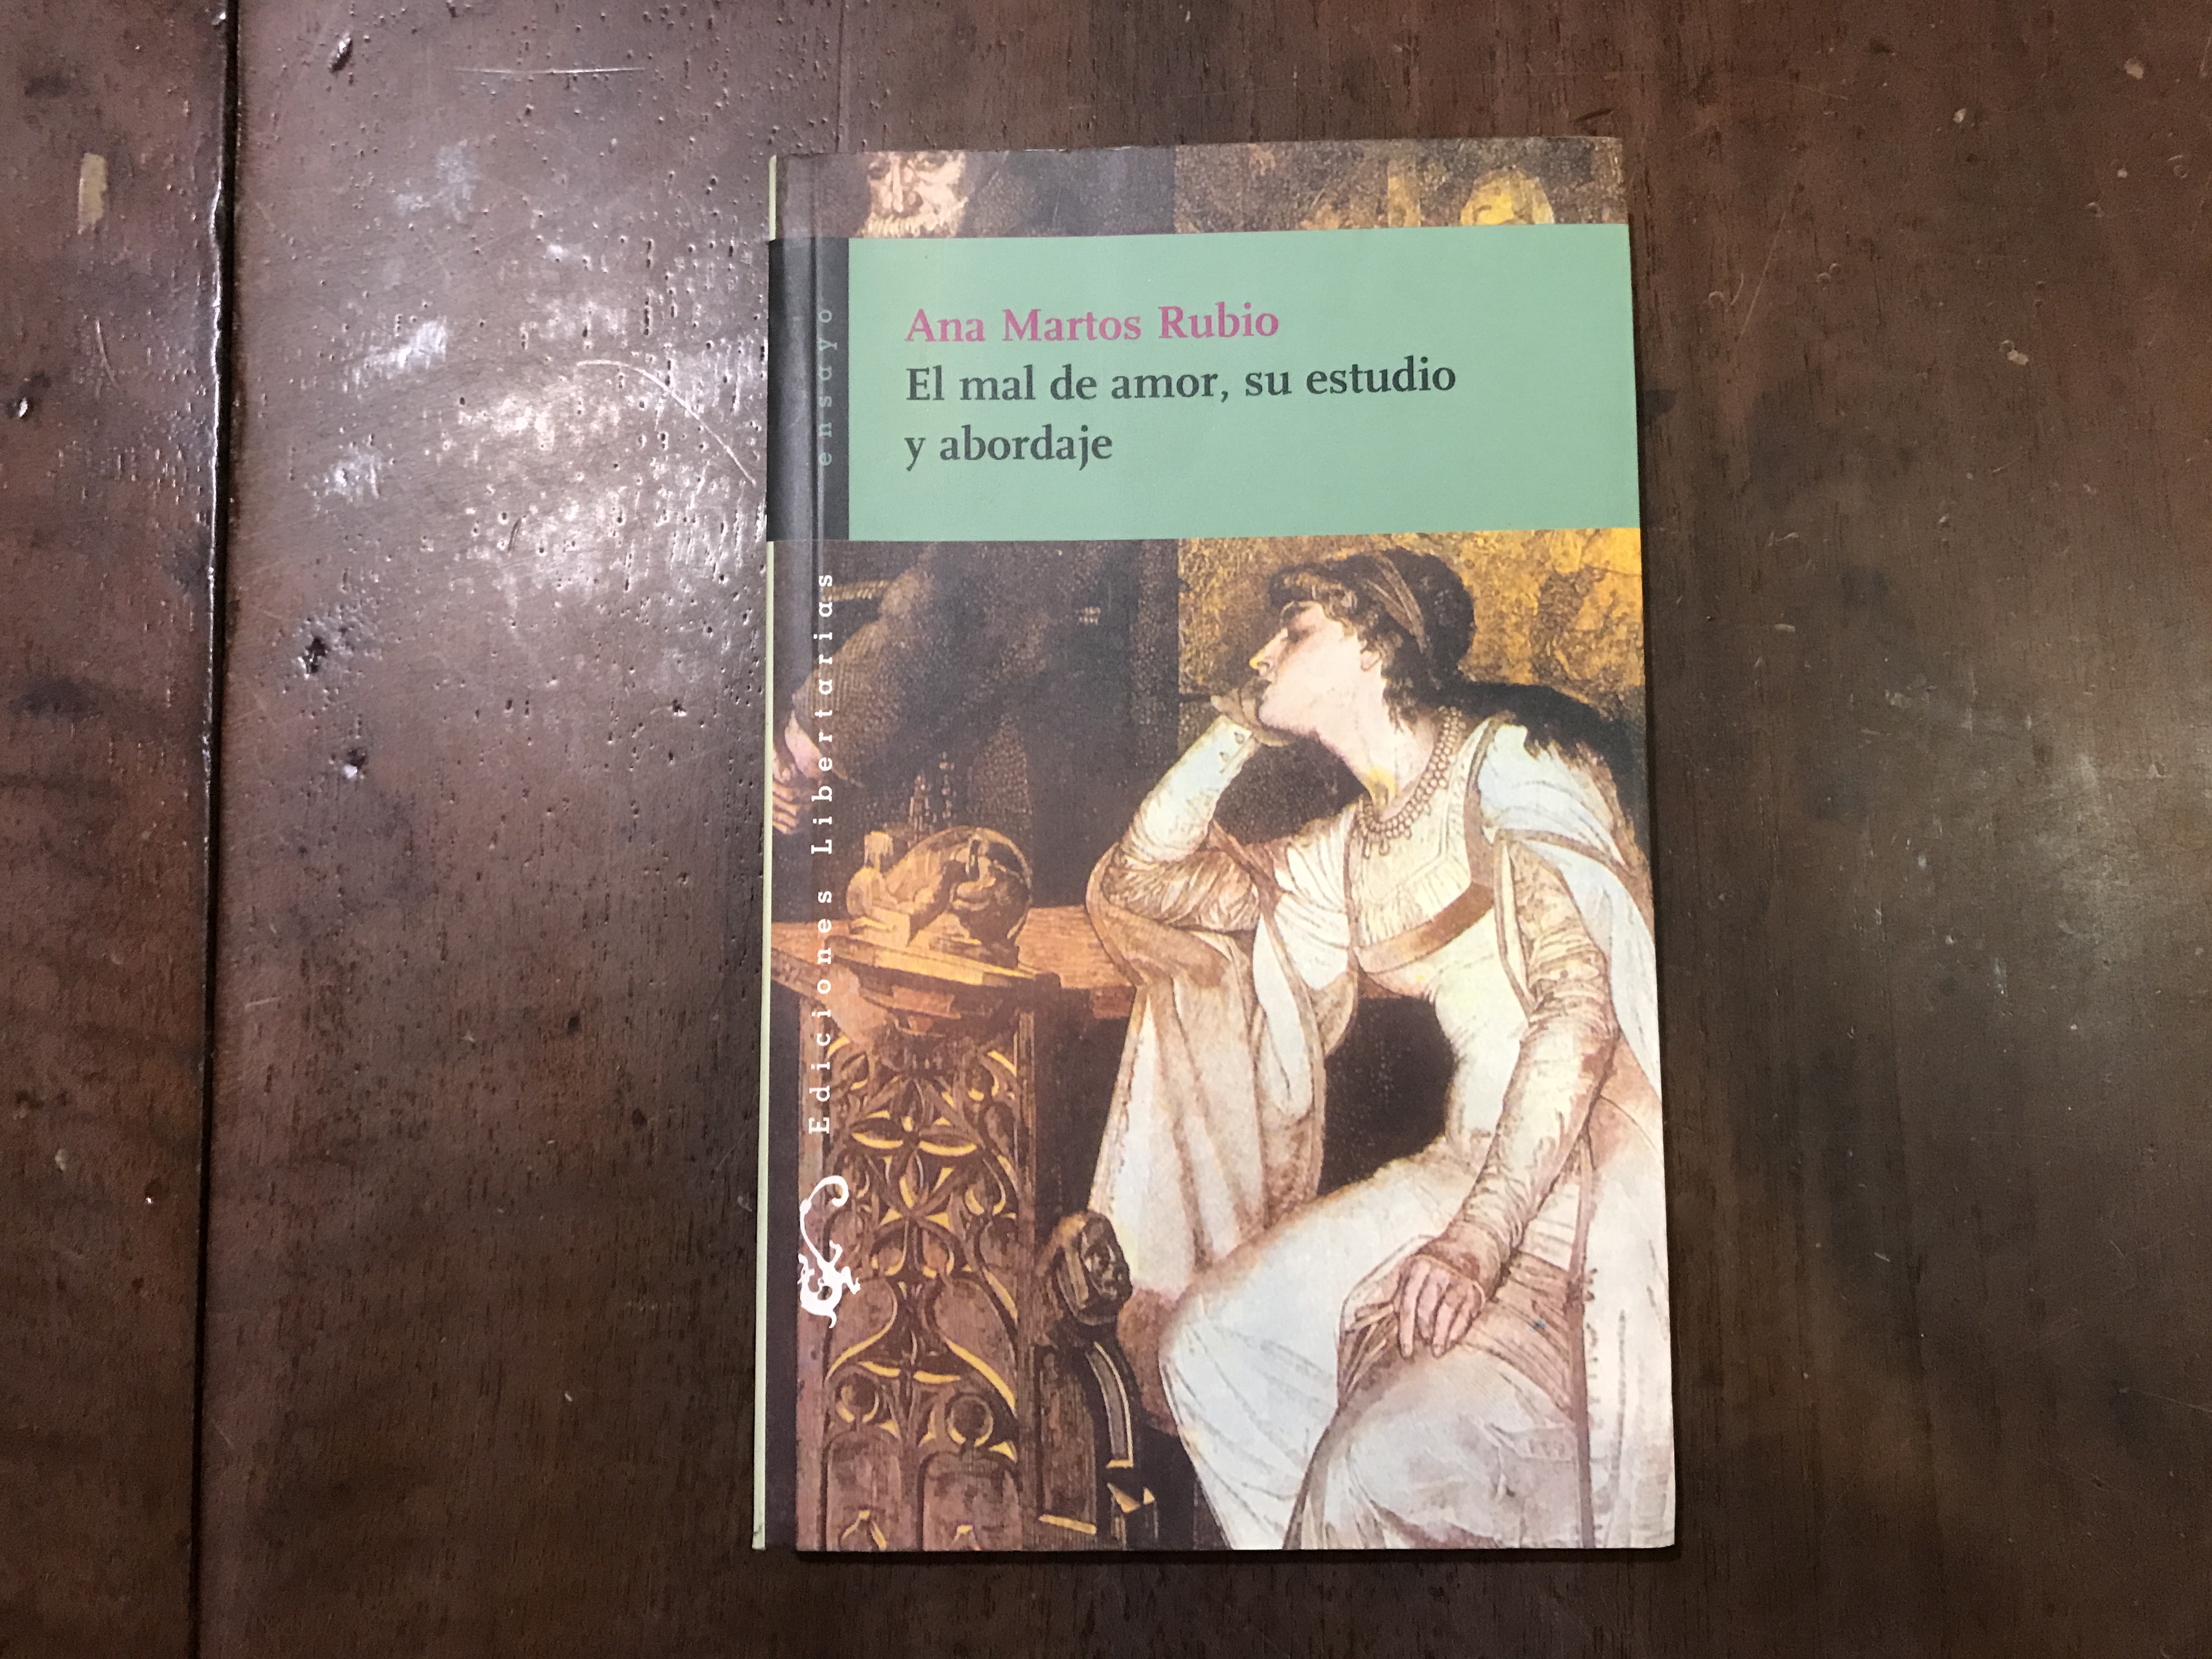 Ana Martos Rubio
El mal de amor, su estudio
y abordaje
ensayo
Ediciones Libertarias